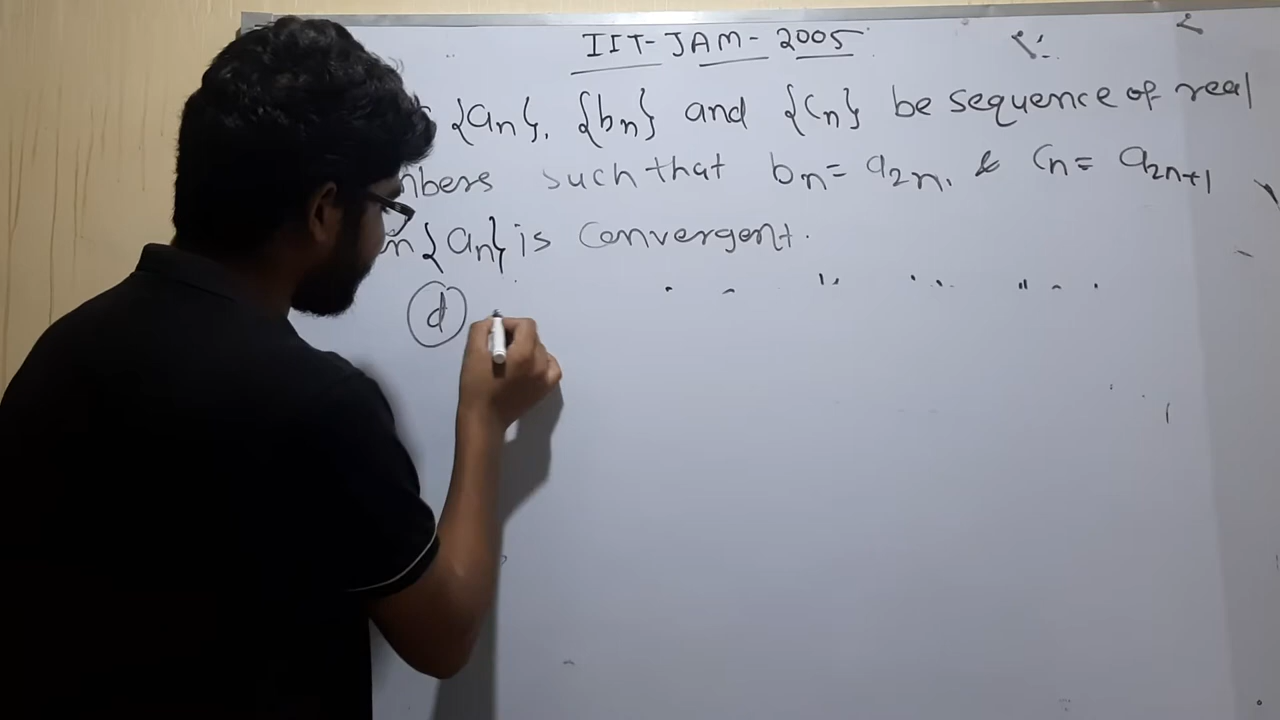 IIT-JAM-2005
{an}, {bn} and {cn} be sequence of real
such that bn = a2n, & cn = a2n+1
{an} is convergent.
d